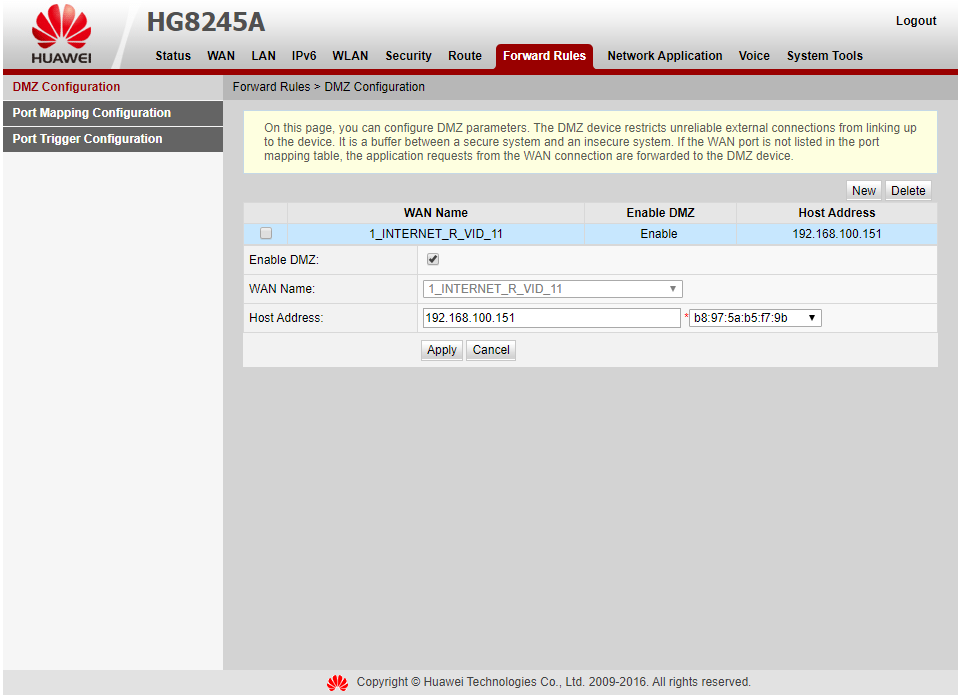 HUAWEI
HG8245A
Logout
Status WAN LAN IPv6 WLAN Security Route Forward Rules Network Application Voice System Tools
DMZ Configuration
Port Mapping Configuration
Port Trigger Configuration
Forward Rules > DMZ Configuration
On this page, you can configure DMZ parameters. The DMZ device restricts unreliable external connections from linking up
to the device. It is a buffer between a secure system and an insecure system. If the WAN port is not listed in the port
mapping table, the application requests from the WAN connection are forwarded to the DMZ device.
New Delete
WAN Name Enable DMZ Host Address
1_INTERNET_R_VID_11 Enable 192.168.100.151
Enable DMZ:
WAN Name: 1_INTERNET_R_VID_11
Host Address: 192.168.100.151 * b8:97:5a:b5:f7:9b
Apply Cancel
Copyright © Huawei Technologies Co., Ltd. 2009-2016. All rights reserved.